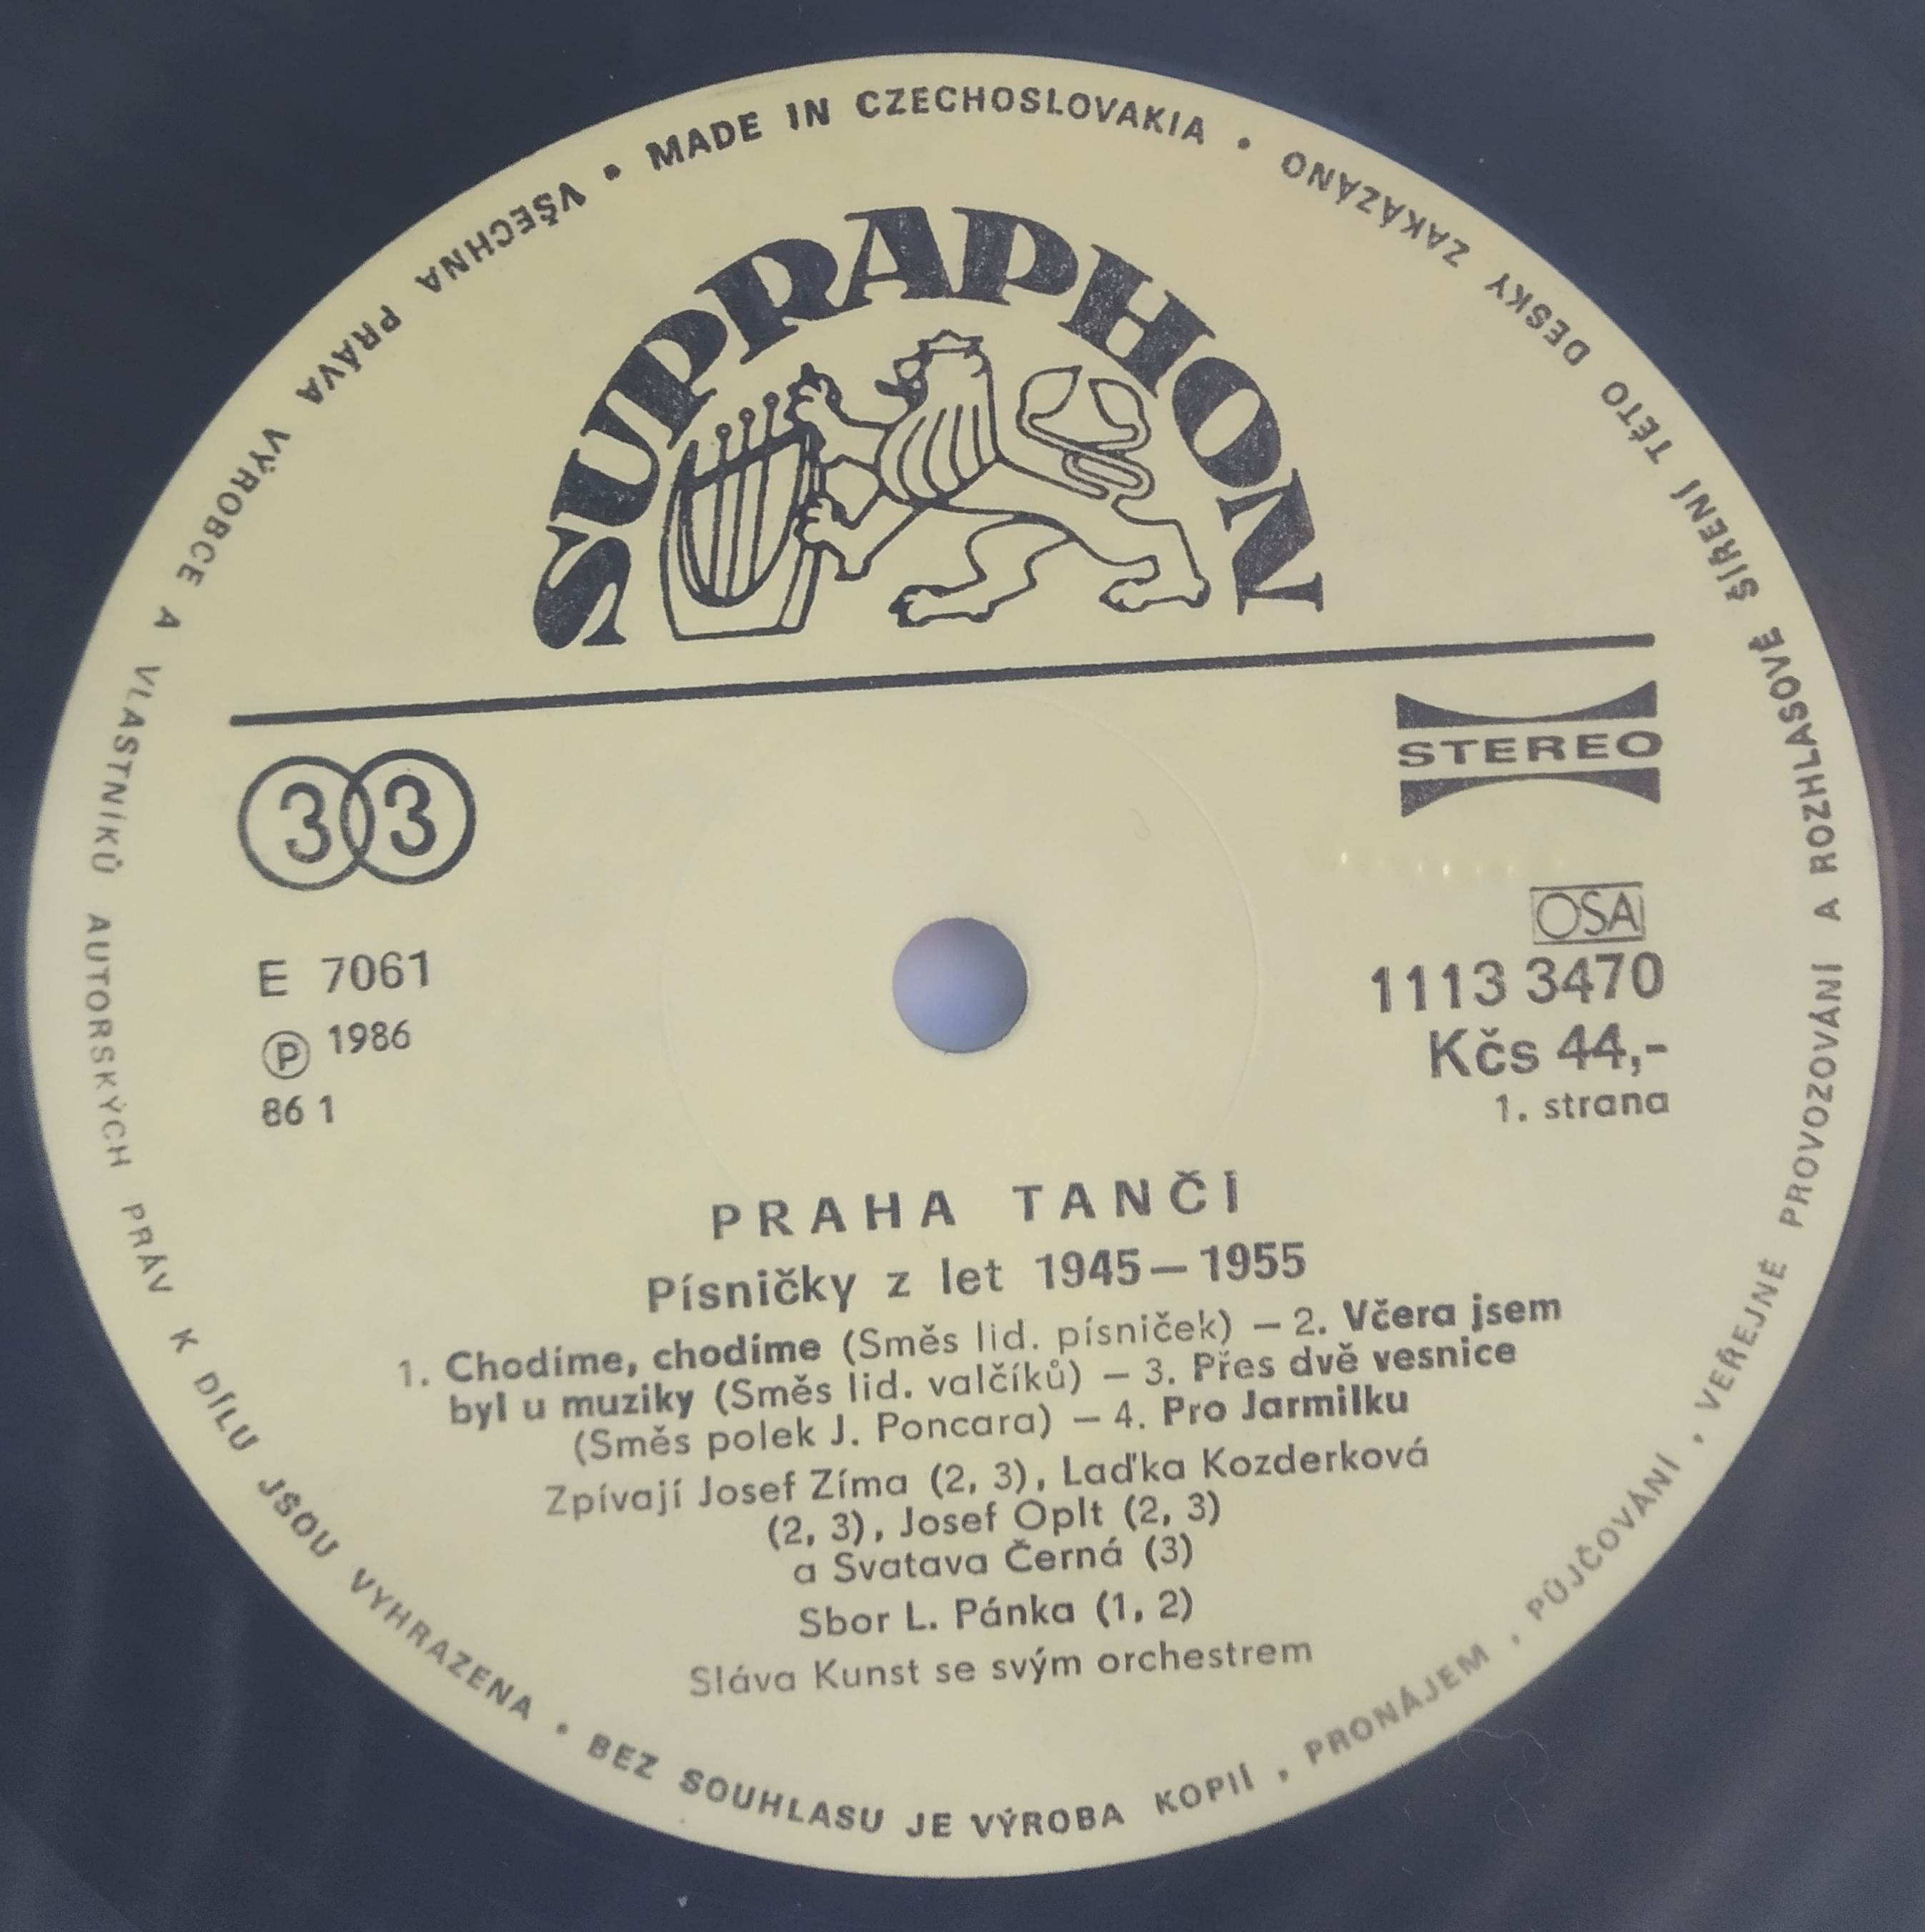 VŠECHNA PRÁVA VÝROBCE A VLASTNÍKŮ AUTORSKÝCH PRÁV K DÍLU JSOU VYHRAZENA • BEZ SOUHLASU JE VÝROBA KOPIÍ, PRONÁJEM, PŮJČOVÁNÍ, VEŘEJNÉ PROVOZOVÁNÍ A ROZHLASOVÉ ŠÍŘENÍ TÉTO DESKY ZAKÁZÁNO • MADE IN CZECHOSLOVAKIA •
SUPRAPHON
33
STEREO
OSA
E 7061
1113 3470
Ⓟ 1986
Kčs 44,-
86 1
1. strana
PRAHA TANČÍ
Písničky z let 1945—1955
1. Chodíme, chodíme (Směs lid. písniček) — 2. Včera jsem
byl u muziky (Směs lid. valčíků) — 3. Přes dvě vesnice
(Směs polek J. Poncara) — 4. Pro Jarmilku
Zpívají Josef Zíma (2, 3), Laďka Kozderková
(2, 3), Josef Oplt (2, 3)
a Svatava Černá (3)
Sbor L. Pánka (1, 2)
Sláva Kunst se svým orchestrem